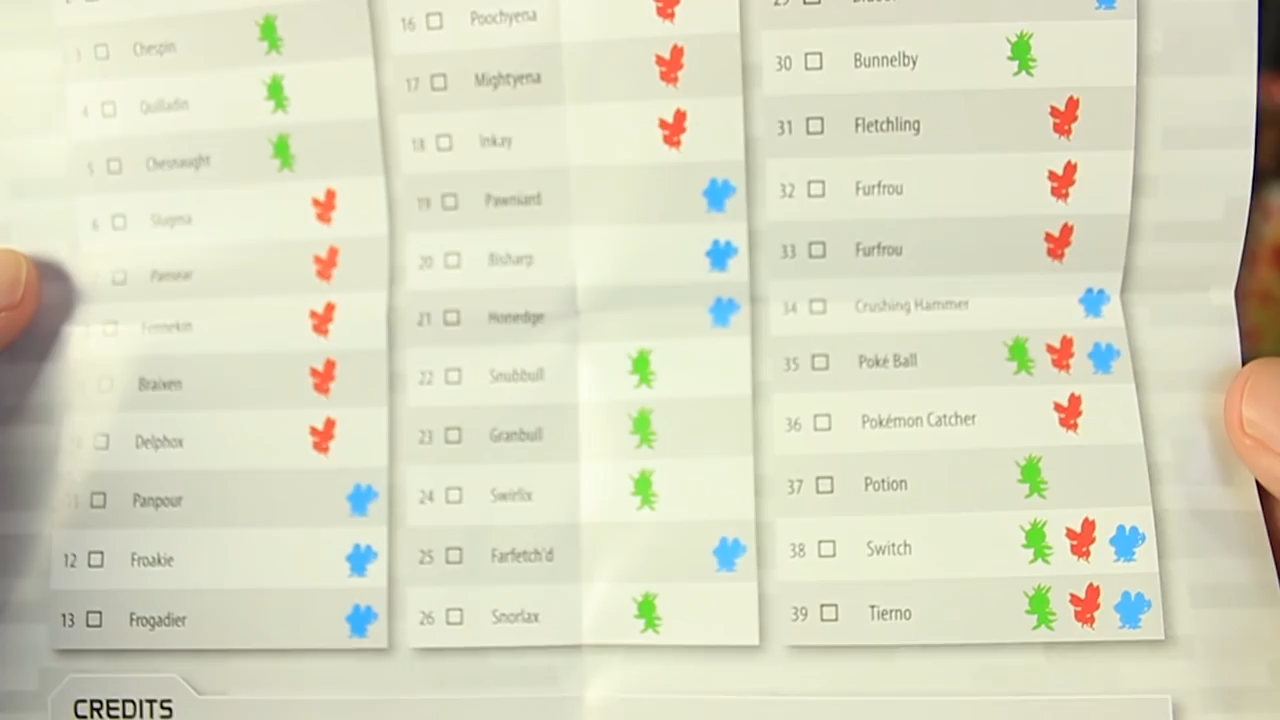 3 Chespin
4 Quilladin
5 Chesnaught
6 Slugma
Pansear
Fennekin
Braixen
Delphox
11 Panpour
12 Froakie
13 Frogadier
16 Poochyena
17 Mightyena
18 Inkay
19 Pawniard
20 Bisharp
21 Honedge
22 Snubbull
23 Granbull
24 Swirlix
25 Farfetch'd
26 Snorlax
29
30 Bunnelby
31 Fletchling
32 Furfrou
33 Furfrou
34 Crushing Hammer
35 Poké Ball
36 Pokémon Catcher
37 Potion
38 Switch
39 Tierno
CREDITS